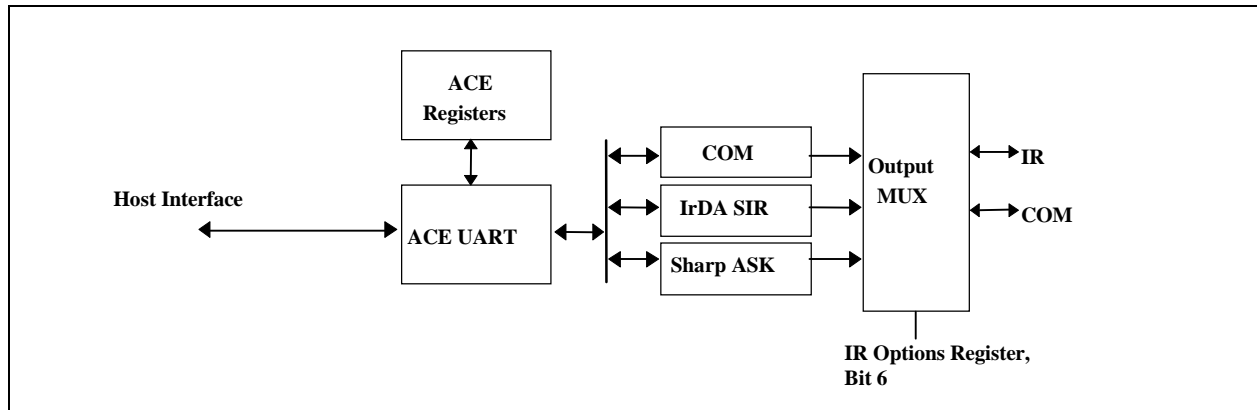 ACE
Registers
Host Interface
ACE UART
COM
IrDA SIR
Sharp ASK
Output
MUX
IR
COM
IR Options Register,
Bit 6